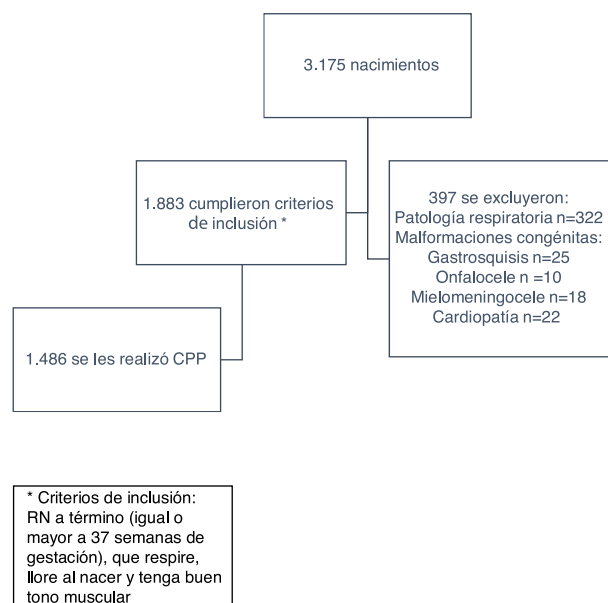 3.175 nacimientos
1.883 cumplieron criterios
de inclusión *
397 se excluyeron:
Patología respiratoria n=322
Malformaciones congénitas:
Gastrosquisis n=25
Onfalocele n =10
Mielomeningocele n=18
Cardiopatía n=22
1.486 se les realizó CPP
* Criterios de inclusión:
RN a término (igual o
mayor a 37 semanas de
gestación), que respire,
llore al nacer y tenga buen
tono muscular